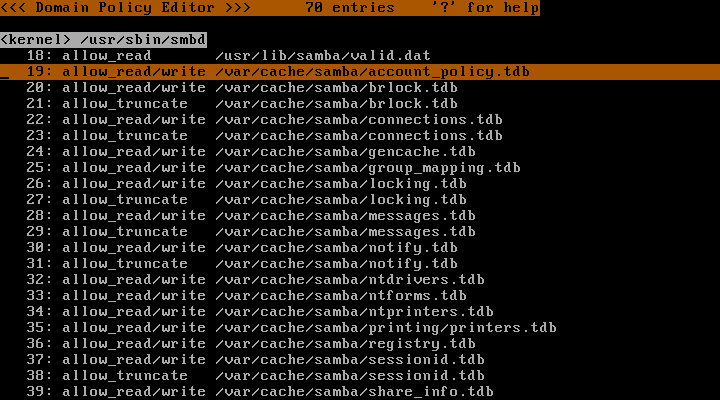 <<< Domain Policy Editor >>>      70 entries    '?' for help
<kernel> /usr/sbin/smbd
18: allow_read       /usr/lib/samba/valid.dat
_   19: allow_read/write /var/cache/samba/account_policy.tdb
20: allow_read/write /var/cache/samba/brlock.tdb
21: allow_truncate   /var/cache/samba/brlock.tdb
22: allow_read/write /var/cache/samba/connections.tdb
23: allow_truncate   /var/cache/samba/connections.tdb
24: allow_read/write /var/cache/samba/gencache.tdb
25: allow_read/write /var/cache/samba/group_mapping.tdb
26: allow_read/write /var/cache/samba/locking.tdb
27: allow_truncate   /var/cache/samba/locking.tdb
28: allow_read/write /var/cache/samba/messages.tdb
29: allow_truncate   /var/cache/samba/messages.tdb
30: allow_read/write /var/cache/samba/notify.tdb
31: allow_truncate   /var/cache/samba/notify.tdb
32: allow_read/write /var/cache/samba/ntdrivers.tdb
33: allow_read/write /var/cache/samba/ntforms.tdb
34: allow_read/write /var/cache/samba/ntprinters.tdb
35: allow_read/write /var/cache/samba/printing/printers.tdb
36: allow_read/write /var/cache/samba/registry.tdb
37: allow_read/write /var/cache/samba/sessionid.tdb
38: allow_truncate   /var/cache/samba/sessionid.tdb
39: allow_read/write /var/cache/samba/share_info.tdb